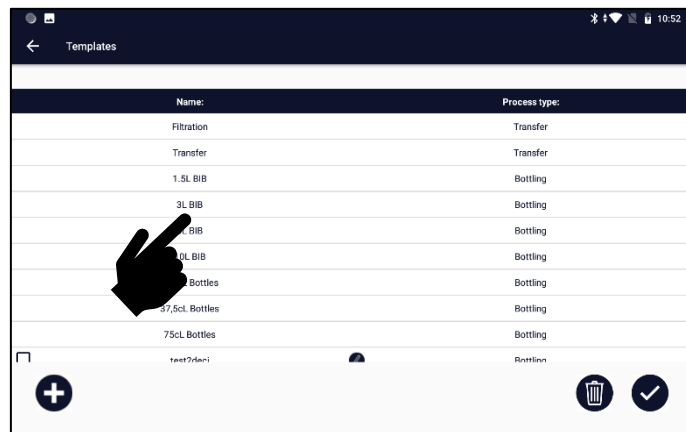 10:52
Templates
Name: Process type:
Filtration Transfer
Transfer Transfer
1.5L BIB Bottling
3L BIB Bottling
BIB Bottling
BIB Bottling
Bottles Bottling
37,5cL Bottles Bottling
75cL Bottles Bottling
test2deci Bottling